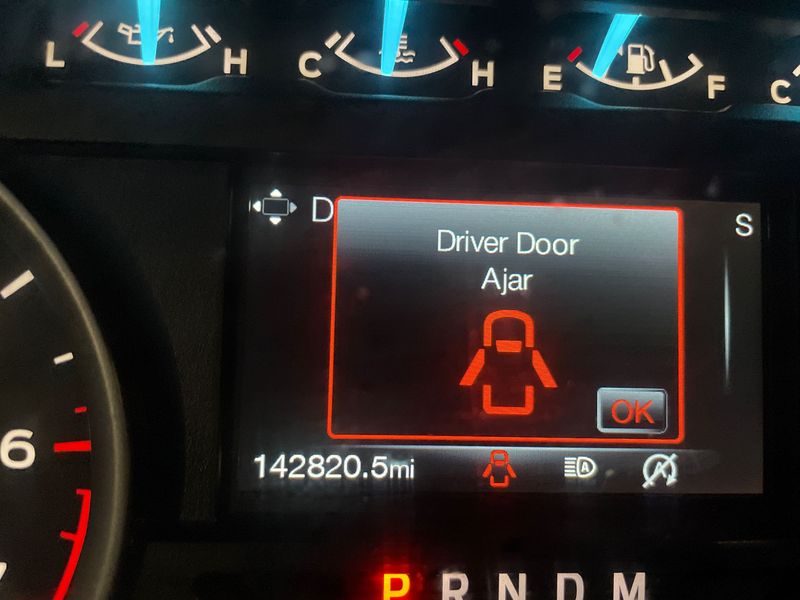 L H C H E F C
D S
Driver Door
Ajar
OK
142820.5mi
6
P R N D M